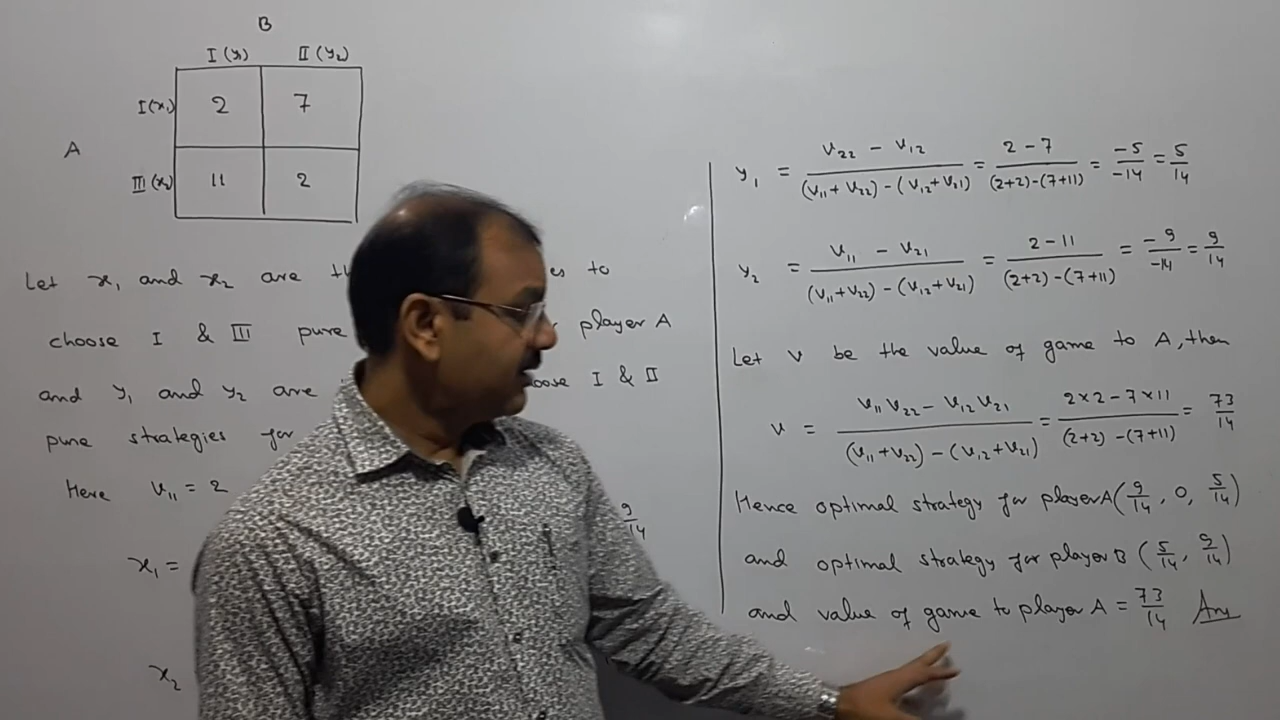 B
I (y₁) II (y₂)
I (x₁) 2 7
A
III (x₂) 11 2
Let x₁ and x₂ are to
choose I & III pure player A
and y₁ and y₂ are I & II
pure strategies for
Here v₁₁ = 2
x₁ = 9/14
x₂
y₁ = (v₂₂ - v₁₂)/((v₁₁ + v₂₂) - (v₁₂ + v₂₁)) = (2 - 7)/((2+2) - (7+11)) = -5/-14 = 5/14
y₂ = (v₁₁ - v₂₁)/((v₁₁ + v₂₂) - (v₁₂ + v₂₁)) = (2 - 11)/((2+2) - (7+11)) = -9/-14 = 9/14
Let v be the value of game to A, then
v = (v₁₁ v₂₂ - v₁₂ v₂₁)/((v₁₁ + v₂₂) - (v₁₂ + v₂₁)) = (2×2 - 7×11)/((2+2) - (7+11)) = 73/14
Hence optimal strategy for player A (9/14, 0, 5/14)
and optimal strategy for player B (5/14, 9/14)
and value of game to player A = 73/14 Ans